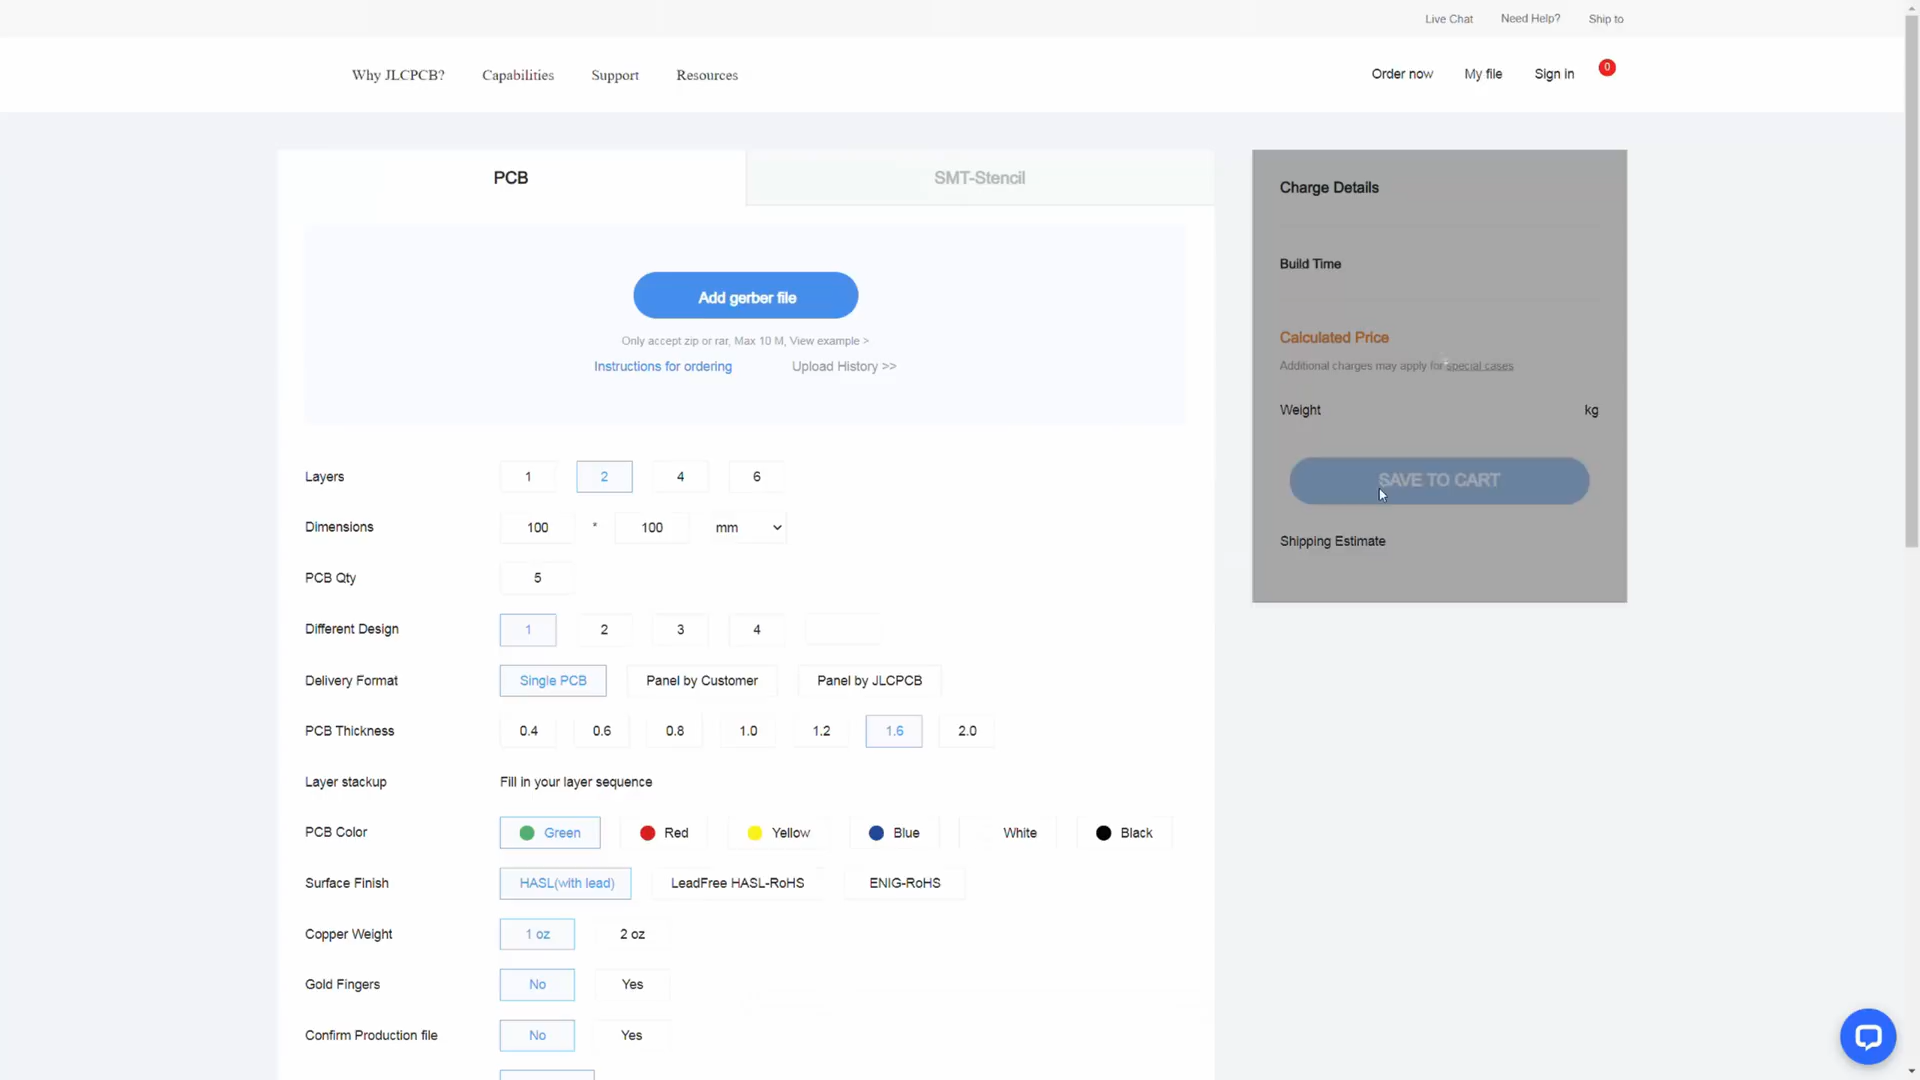 Live Chat Need Help? Ship to
Why JLCPCB? Capabilities Support Resources
Order now My file Sign in 0
PCB SMT-Stencil
Add gerber file
Only accept zip or rar, Max 10 M, View example >
Instructions for ordering Upload History >>
Layers 1 2 4 6
Dimensions 100 * 100 mm
PCB Qty 5
Different Design 1 2 3 4
Delivery Format Single PCB Panel by Customer Panel by JLCPCB
PCB Thickness 0.4 0.6 0.8 1.0 1.2 1.6 2.0
Layer stackup Fill in your layer sequence
PCB Color Green Red Yellow Blue White Black
Surface Finish HASL(with lead) LeadFree HASL-RoHS ENIG-RoHS
Copper Weight 1 oz 2 oz
Gold Fingers No Yes
Confirm Production file No Yes
Charge Details
Build Time
Calculated Price
Additional charges may apply for special cases
Weight kg
SAVE TO CART
Shipping Estimate